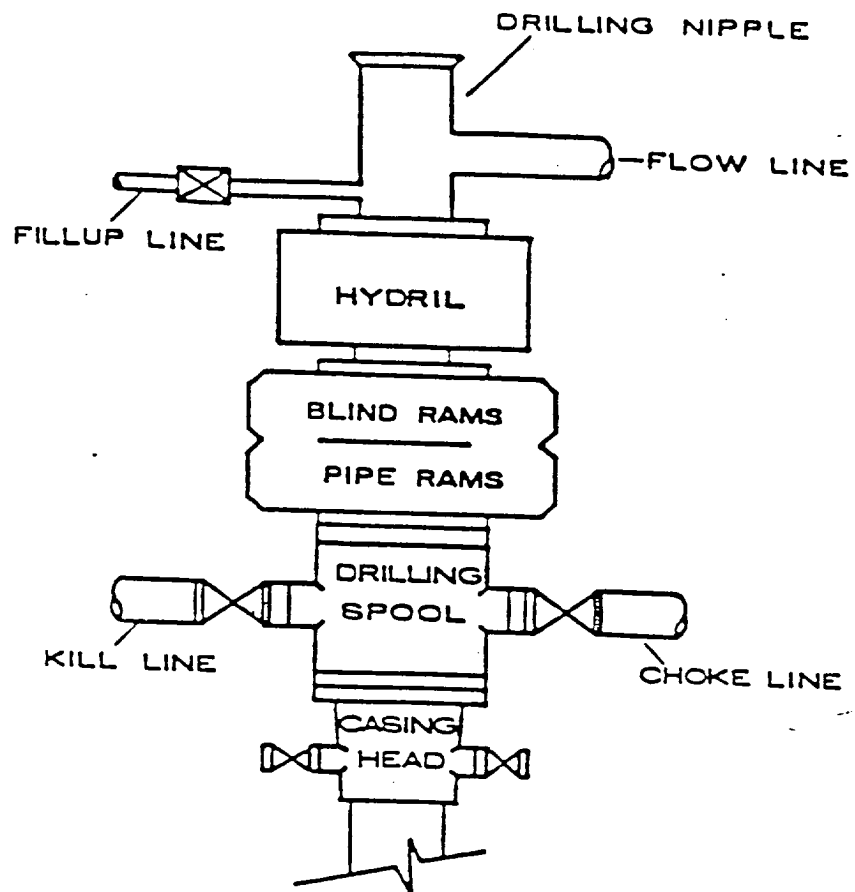 DRILLING NIPPLE
FLOW LINE
FILLUP LINE
HYDRIL
BLIND RAMS
PIPE RAMS
DRILLING
SPOOL
KILL LINE
CHOKE LINE
CASING
HEAD